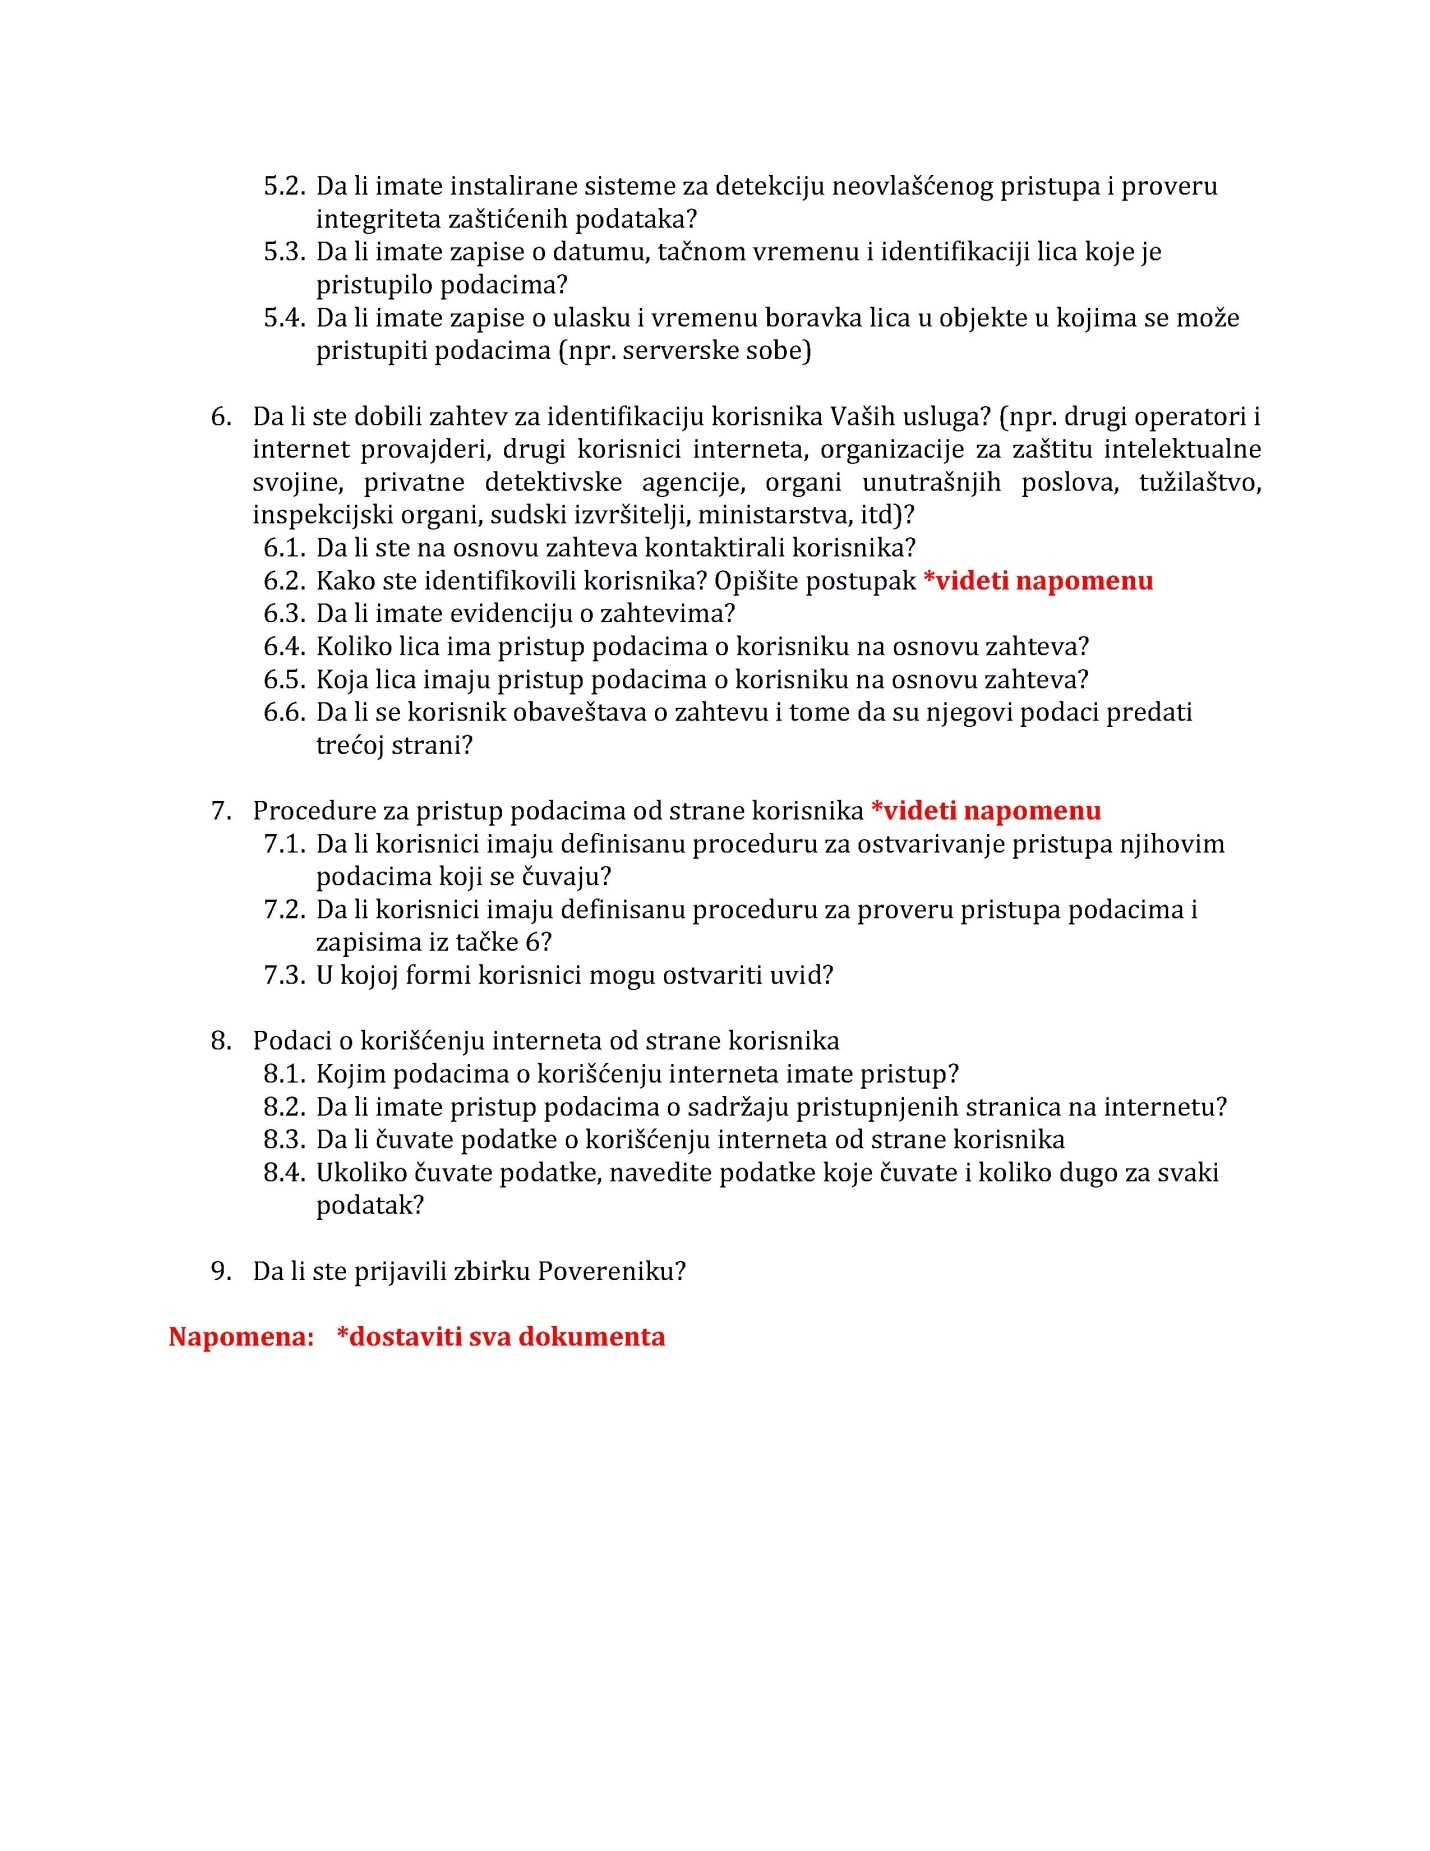 5.2. Da li imate instalirane sisteme za detekciju neovlašćenog pristupa i proveru
integriteta zaštićenih podataka?
5.3. Da li imate zapise o datumu, tačnom vremenu i identifikaciji lica koje je
pristupilo podacima?
5.4. Da li imate zapise o ulasku i vremenu boravka lica u objekte u kojima se može
pristupiti podacima (npr. serverske sobe)
6. Da li ste dobili zahtev za identifikaciju korisnika Vaših usluga? (npr. drugi operatori i
internet provajderi, drugi korisnici interneta, organizacije za zaštitu intelektualne
svojine, privatne detektivske agencije, organi unutrašnjih poslova, tužilaštvo,
inspekcijski organi, sudski izvršitelji, ministarstva, itd)?
6.1. Da li ste na osnovu zahteva kontaktirali korisnika?
6.2. Kako ste identifikovili korisnika? Opišite postupak *videti napomenu
6.3. Da li imate evidenciju o zahtevima?
6.4. Koliko lica ima pristup podacima o korisniku na osnovu zahteva?
6.5. Koja lica imaju pristup podacima o korisniku na osnovu zahteva?
6.6. Da li se korisnik obaveštava o zahtevu i tome da su njegovi podaci predati
trećoj strani?
7. Procedure za pristup podacima od strane korisnika *videti napomenu
7.1. Da li korisnici imaju definisanu proceduru za ostvarivanje pristupa njihovim
podacima koji se čuvaju?
7.2. Da li korisnici imaju definisanu proceduru za proveru pristupa podacima i
zapisima iz tačke 6?
7.3. U kojoj formi korisnici mogu ostvariti uvid?
8. Podaci o korišćenju interneta od strane korisnika
8.1. Kojim podacima o korišćenju interneta imate pristup?
8.2. Da li imate pristup podacima o sadržaju pristupnjenih stranica na internetu?
8.3. Da li čuvate podatke o korišćenju interneta od strane korisnika
8.4. Ukoliko čuvate podatke, navedite podatke koje čuvate i koliko dugo za svaki
podatak?
9. Da li ste prijavili zbirku Povereniku?
Napomena: *dostaviti sva dokumenta